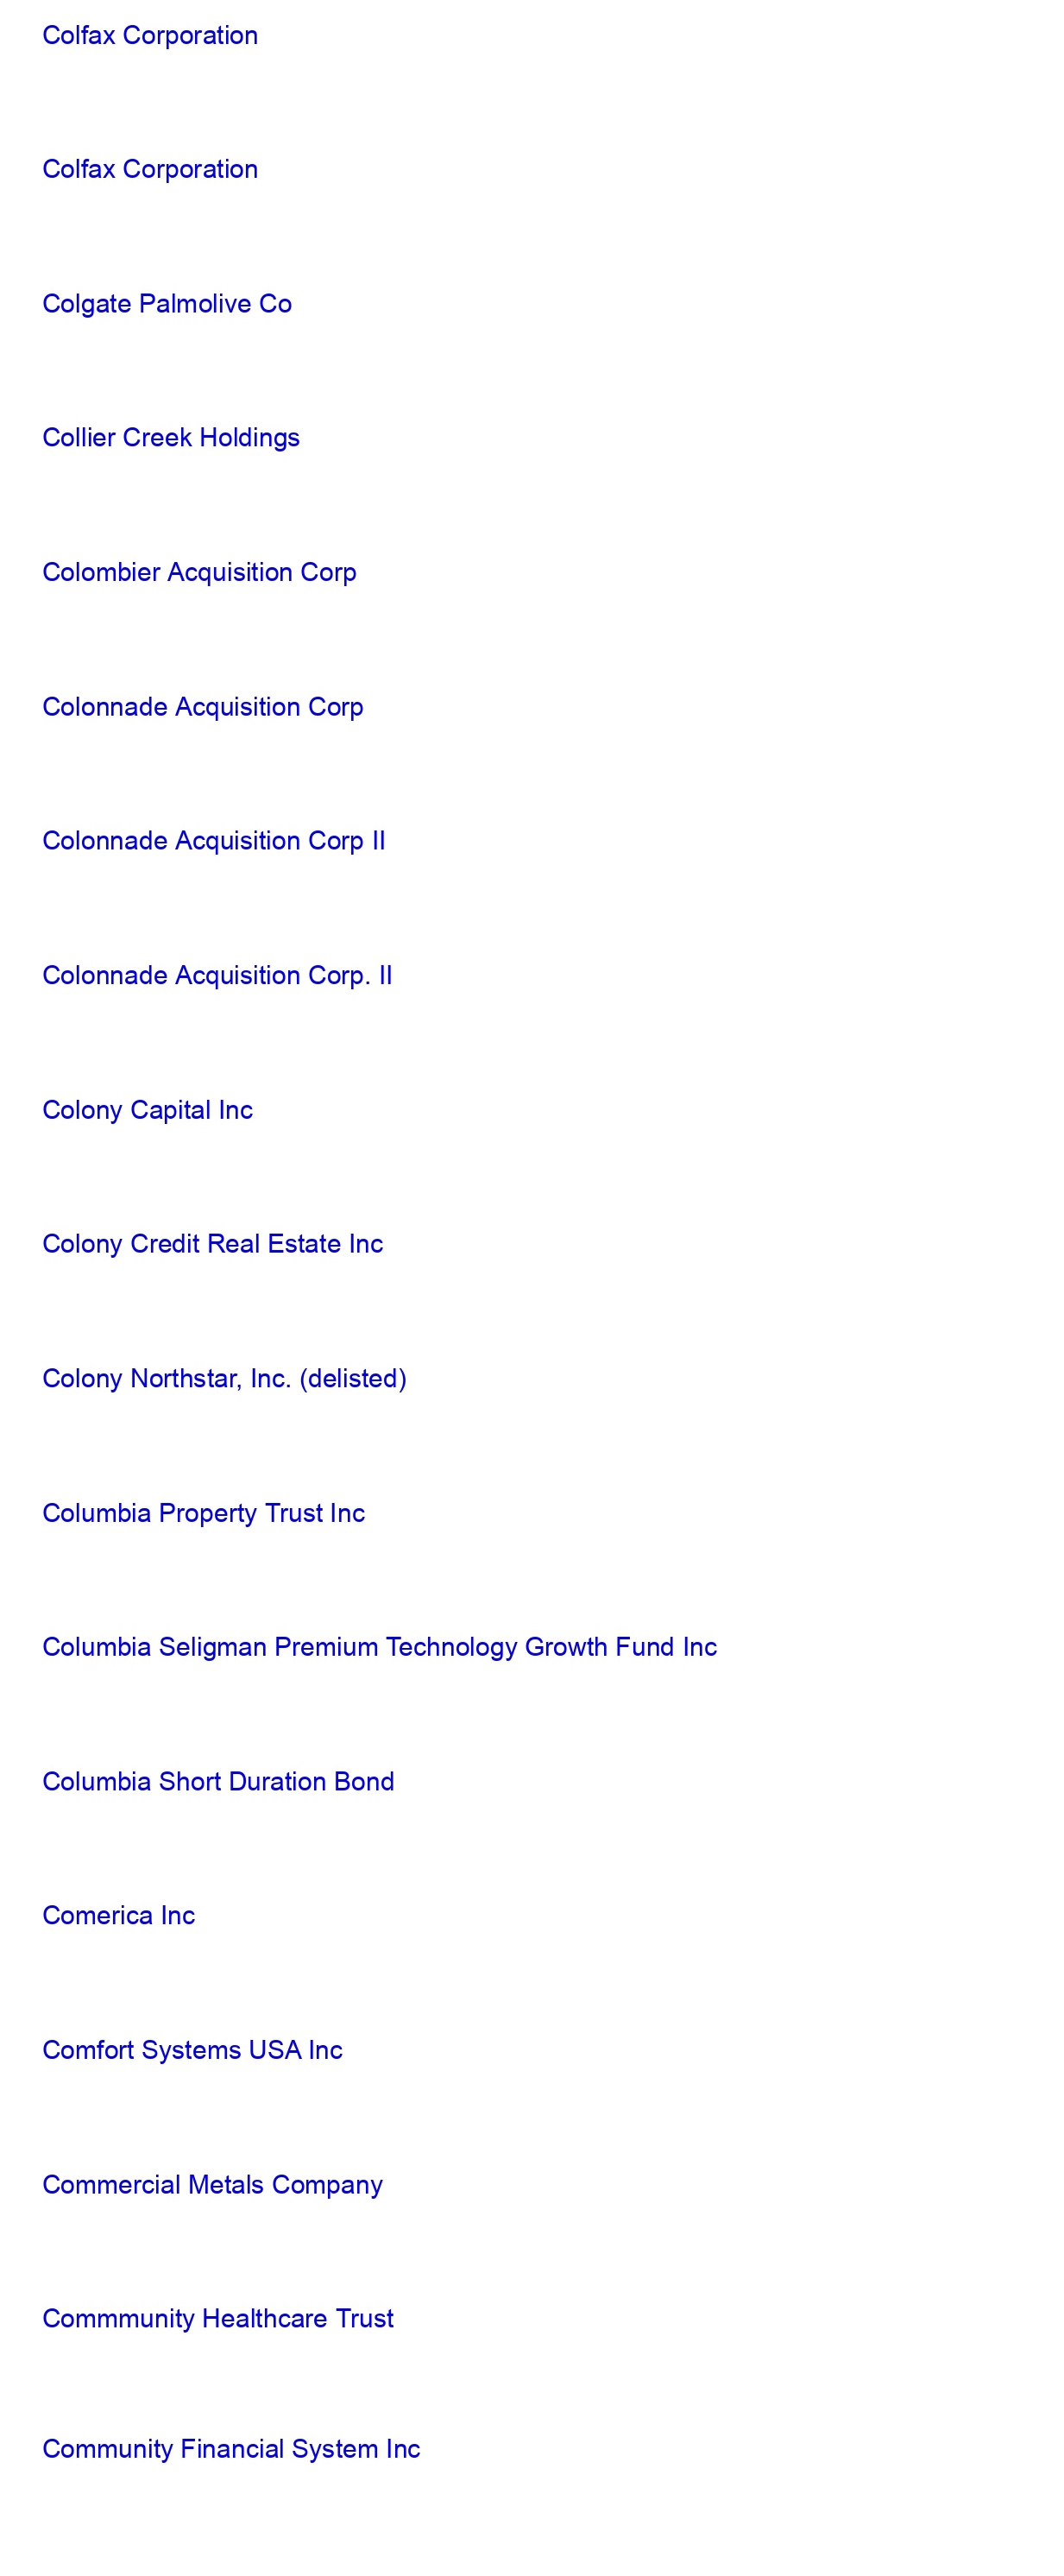 Colfax Corporation
Colfax Corporation
Colgate Palmolive Co
Collier Creek Holdings
Colombier Acquisition Corp
Colonnade Acquisition Corp
Colonnade Acquisition Corp II
Colonnade Acquisition Corp. II
Colony Capital Inc
Colony Credit Real Estate Inc
Colony Northstar, Inc. (delisted)
Columbia Property Trust Inc
Columbia Seligman Premium Technology Growth Fund Inc
Columbia Short Duration Bond
Comerica Inc
Comfort Systems USA Inc
Commercial Metals Company
Commmunity Healthcare Trust
Community Financial System Inc